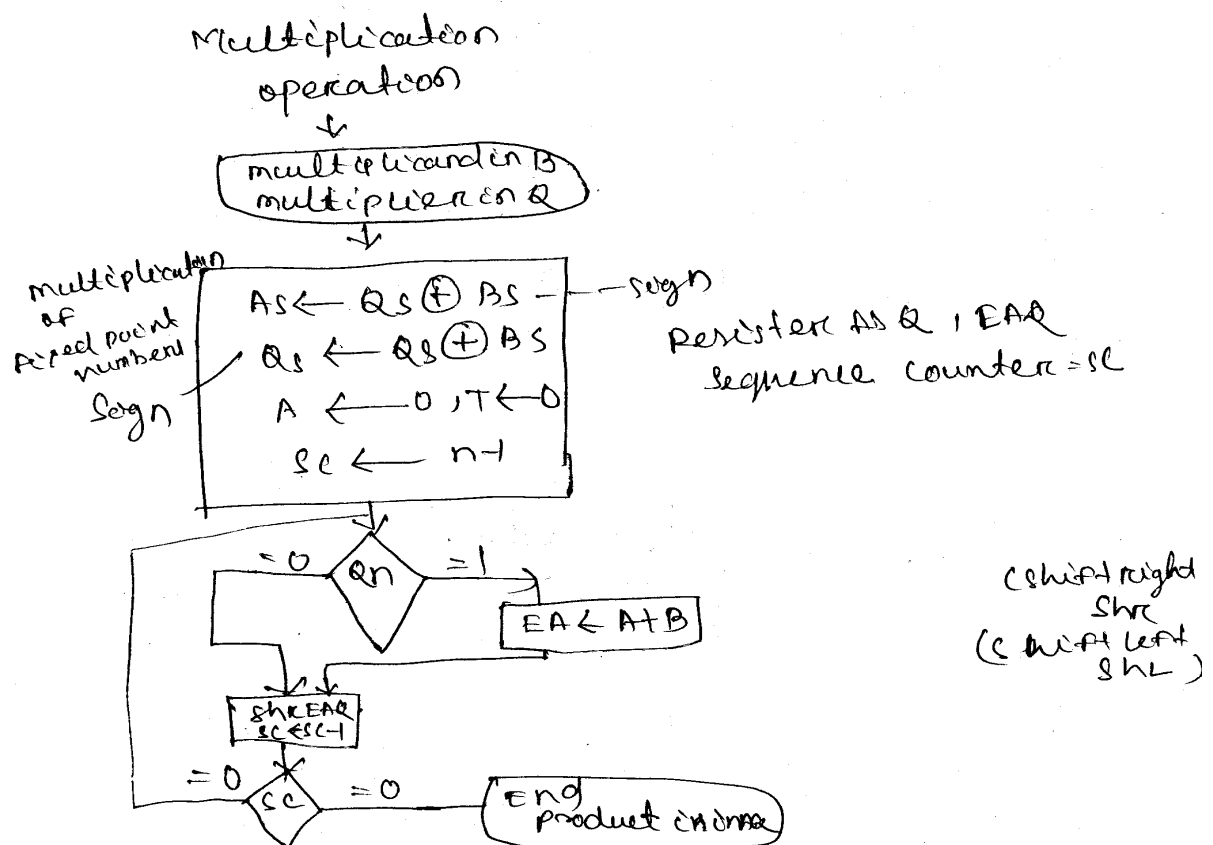 Multiplication
operation
multiplicand in B
multiplier in Q
multiplication
of
fixed point
numbers
Sign
As ← Qs ⊕ Bs
Qs ← Qs ⊕ BS
A ← 0, T ← 0
SC ← n-1
sign
Register AS Q, EAQ
Sequence counter = SC
= 0
Qn
= 1
EA ← A+B
(shift right
Shr
(shift left
ShL)
Shr EAQ
SC ← SC-1
= 0
SC
= 0
End
product in